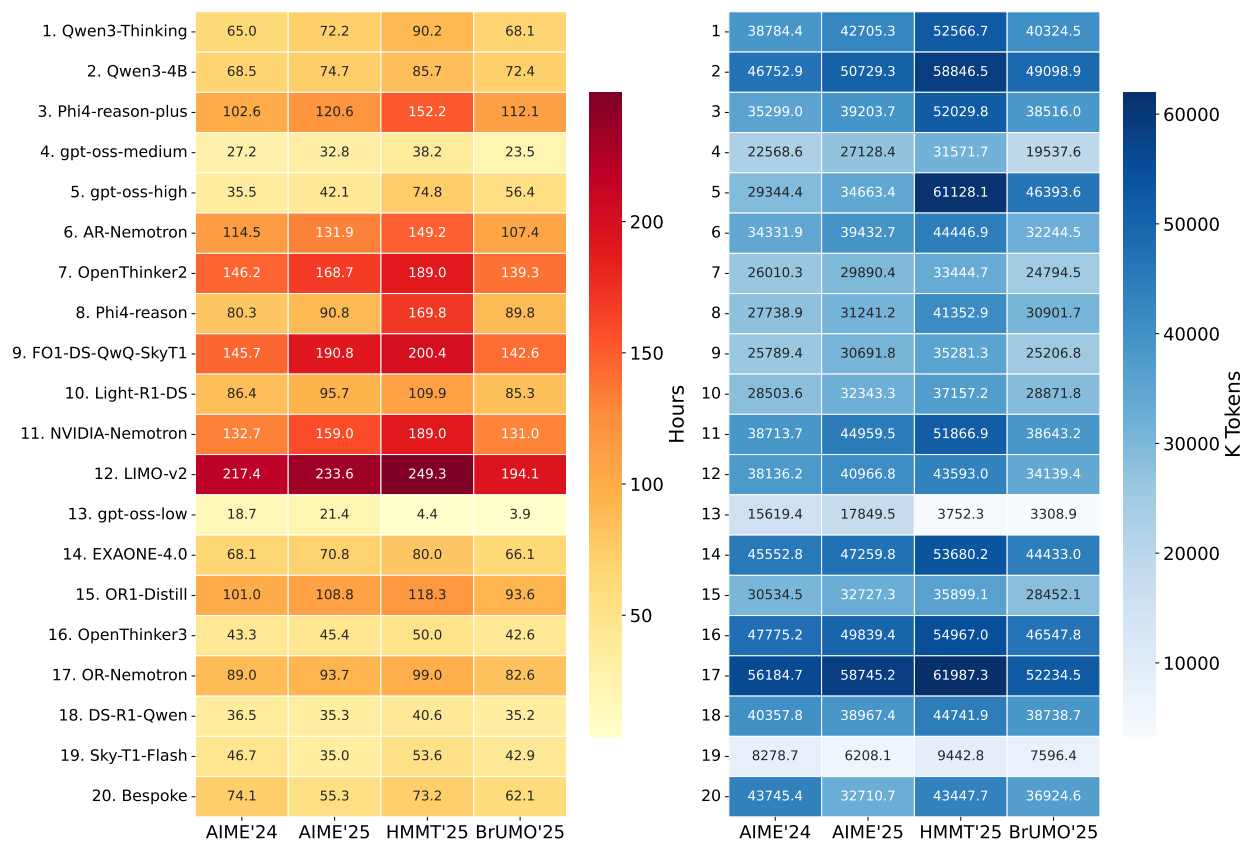 1. Qwen3-Thinking 65.0 72.2 90.2 68.1 1 38784.4 42705.3 52566.7 40324.5
2. Qwen3-4B 68.5 74.7 85.7 72.4 2 46752.9 50729.3 58846.5 49098.9
3. Phi4-reason-plus 102.6 120.6 152.2 112.1 3 35299.0 39203.7 52029.8 38516.0
4. gpt-oss-medium 27.2 32.8 38.2 23.5 4 22568.6 27128.4 31571.7 19537.6
5. gpt-oss-high 35.5 42.1 74.8 56.4 5 29344.4 34663.4 61128.1 46393.6
6. AR-Nemotron 114.5 131.9 149.2 107.4 6 34331.9 39432.7 44446.9 32244.5
7. OpenThinker2 146.2 168.7 189.0 139.3 7 26010.3 29890.4 33444.7 24794.5
8. Phi4-reason 80.3 90.8 169.8 89.8 8 27738.9 31241.2 41352.9 30901.7
9. FO1-DS-QwQ-SkyT1 145.7 190.8 200.4 142.6 9 25789.4 30691.8 35281.3 25206.8
10. Light-R1-DS 86.4 95.7 109.9 85.3 10 28503.6 32343.3 37157.2 28871.8
11. NVIDIA-Nemotron 132.7 159.0 189.0 131.0 11 38713.7 44959.5 51866.9 38643.2
12. LIMO-v2 217.4 233.6 249.3 194.1 12 38136.2 40966.8 43593.0 34139.4
13. gpt-oss-low 18.7 21.4 4.4 3.9 13 15619.4 17849.5 3752.3 3308.9
14. EXAONE-4.0 68.1 70.8 80.0 66.1 14 45552.8 47259.8 53680.2 44433.0
15. OR1-Distill 101.0 108.8 118.3 93.6 15 30534.5 32727.3 35899.1 28452.1
16. OpenThinker3 43.3 45.4 50.0 42.6 16 47775.2 49839.4 54967.0 46547.8
17. OR-Nemotron 89.0 93.7 99.0 82.6 17 56184.7 58745.2 61987.3 52234.5
18. DS-R1-Qwen 36.5 35.3 40.6 35.2 18 40357.8 38967.4 44741.9 38738.7
19. Sky-T1-Flash 46.7 35.0 53.6 42.9 19 8278.7 6208.1 9442.8 7596.4
20. Bespoke 74.1 55.3 73.2 62.1 20 43745.4 32710.7 43447.7 36924.6
AIME'24 AIME'25 HMMT'25 BrUMO'25 AIME'24 AIME'25 HMMT'25 BrUMO'25
200
150
100
50
Hours
60000
50000
40000
30000
20000
10000
K Tokens